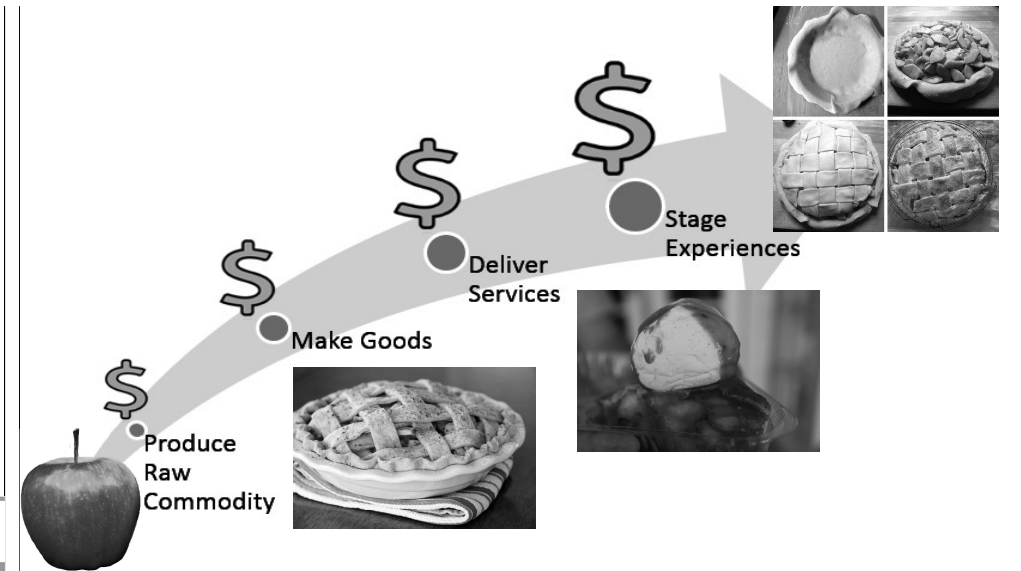 $
Stage
Experiences
$
Deliver
Services
$
Make Goods
$
Produce
Raw
Commodity